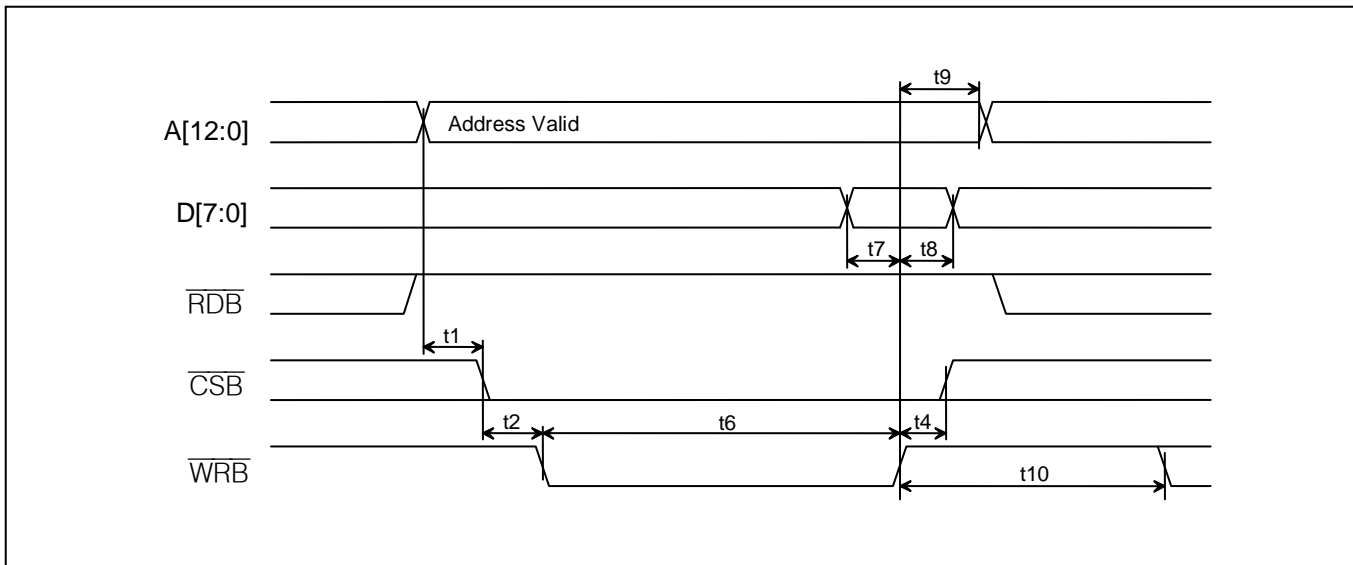 t9
A[12:0]
Address Valid
D[7:0]
t7
t8
RDB
t1
CSB
t2
t6
t4
WRB
t10